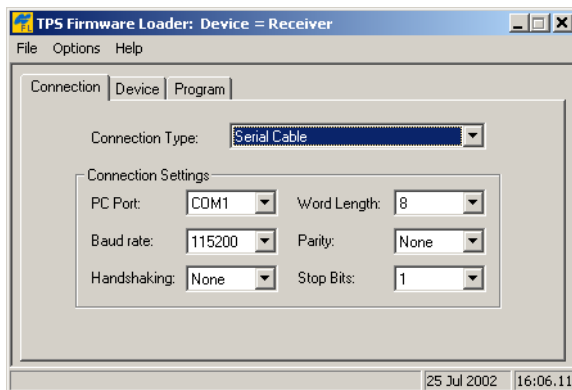 TPS Firmware Loader: Device = Receiver
File Options Help
Connection Device Program
Connection Type: Serial Cable
Connection Settings
PC Port: COM1 Word Length: 8
Baud rate: 115200 Parity: None
Handshaking: None Stop Bits: 1
25 Jul 2002 16:06.11